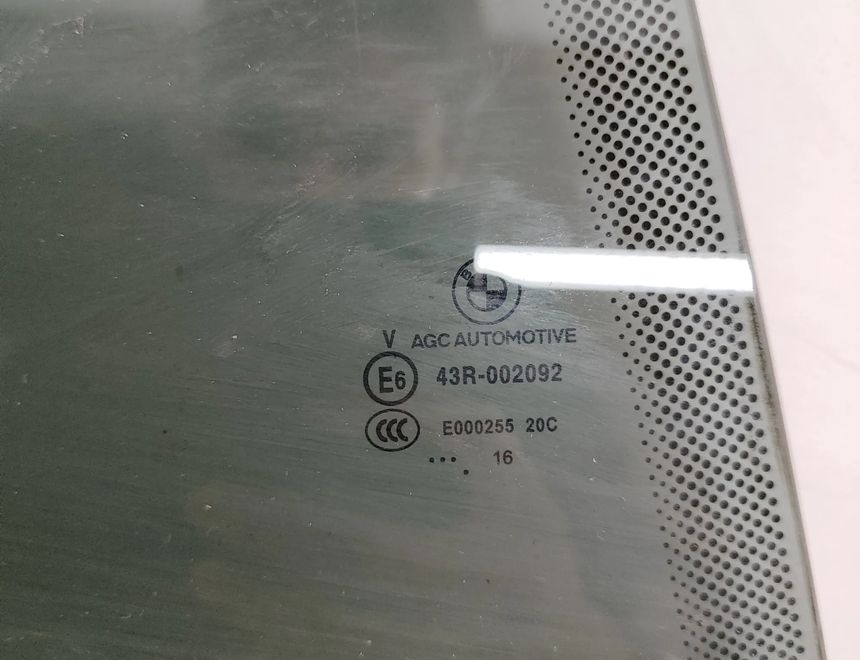 V AGC AUTOMOTIVE
E6 43R-002092
CCC E000255 20C
... 16
.